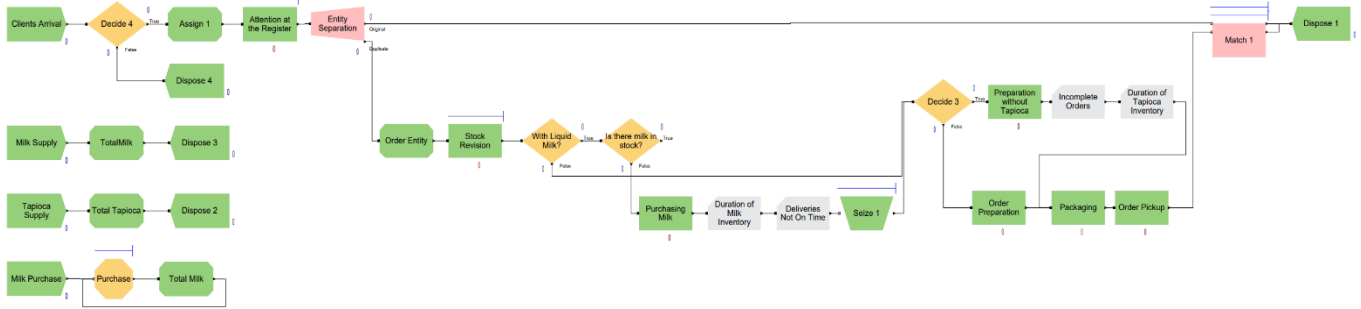 Clients Arrival
Decide 4
True
False
Assign 1
Attention at
the Register
Entity
Separation
Original
Duplicate
Dispose 4
Match 1
Dispose 1
Milk Supply
TotalMilk
Dispose 3
Order Entity
Stock
Revision
With Liquid
Milk?
True
False
Is there milk in
stock?
True
False
Decide 3
True
False
Preparation
without
Tapioca
Incomplete
Orders
Duration of
Tapioca
Inventory
Tapioca
Supply
Total Tapioca
Dispose 2
Purchasing
Milk
Duration of
Milk
Inventory
Deliveries
Not On Time
Seize 1
Order
Preparation
Packaging
Order Pickup
Milk Purchase
Purchase
Total Milk